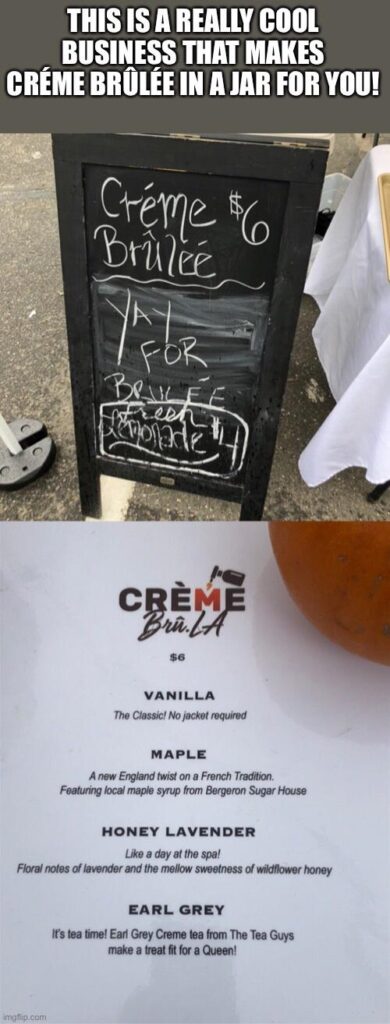 THIS IS A REALLY COOL
BUSINESS THAT MAKES
CRÉME BRÛLÉE IN A JAR FOR YOU!
Créme $6
Brûléé
YAY
FOR
BRULÉE
Fresh
Lemonade $4
CRÈME
Brû.LA
$6
VANILLA
The Classic! No jacket required
MAPLE
A new England twist on a French Tradition.
Featuring local maple syrup from Bergeron Sugar House
HONEY LAVENDER
Like a day at the spa!
Floral notes of lavender and the mellow sweetness of wildflower honey
EARL GREY
It's tea time! Earl Grey Creme tea from The Tea Guys
make a treat fit for a Queen!
imgflip.com